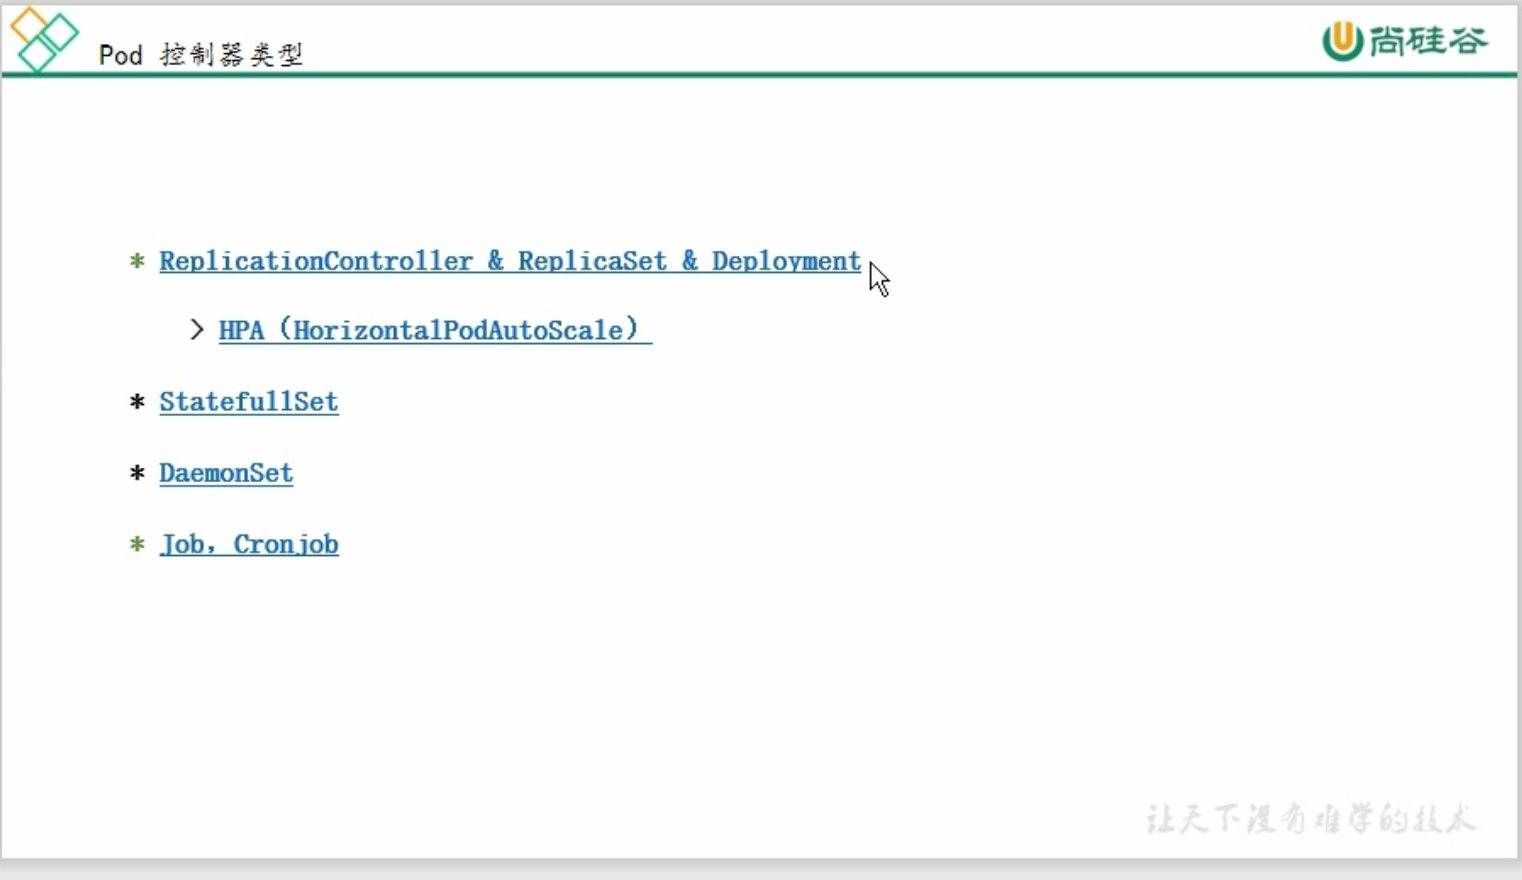 Pod 控制器类型
尚硅谷
* ReplicationController & ReplicaSet & Deployment
> HPA（HorizontalPodAutoScale）
* StatefullSet
* DaemonSet
* Job，Cronjob
让天下没有难学的技术